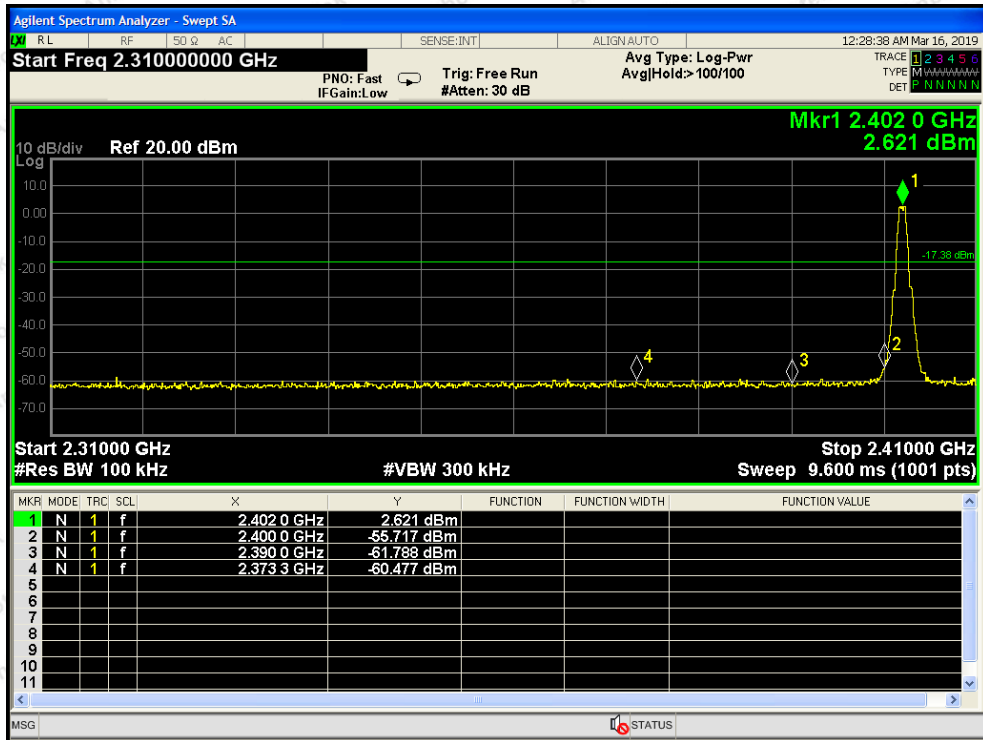 Agilent Spectrum Analyzer - Swept SA
LXI RL RF 50 Ω AC SENSE:INT ALIGNAUTO 12:28:38 AM Mar 16, 2019
Start Freq 2.310000000 GHz
PNO: Fast
IFGain:Low
Trig: Free Run
#Atten: 30 dB
Avg Type: Log-Pwr
Avg|Hold:>100/100
TRACE 1 2 3 4 5 6
TYPE M WWWWWW
DET P N N N N N
Mkr1 2.402 0 GHz
2.621 dBm
10 dB/div Ref 20.00 dBm
Log
10.0
0.00
-10.0
-20.0
-30.0
-40.0
-50.0
-60.0
-70.0
1
-17.38 dBm
2
3
4
Start 2.31000 GHz Stop 2.41000 GHz
#Res BW 100 kHz #VBW 300 kHz Sweep 9.600 ms (1001 pts)
MKR MODE TRC SCL X Y FUNCTION FUNCTION WIDTH FUNCTION VALUE
1 N 1 f 2.402 0 GHz 2.621 dBm
2 N 1 f 2.400 0 GHz -55.717 dBm
3 N 1 f 2.390 0 GHz -61.788 dBm
4 N 1 f 2.373 3 GHz -60.477 dBm
5
6
7
8
9
10
11
MSG STATUS